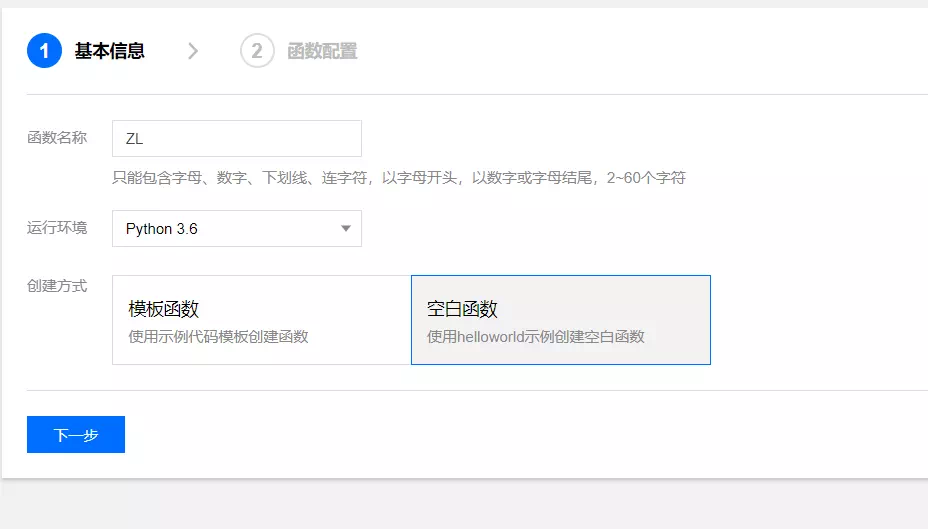 1 基本信息 2 函数配置
函数名称 ZL
只能包含字母、数字、下划线、连字符，以字母开头，以数字或字母结尾，2~60个字符
运行环境 Python 3.6
创建方式
模板函数 空白函数
使用示例代码模板创建函数 使用helloworld示例创建空白函数
下一步